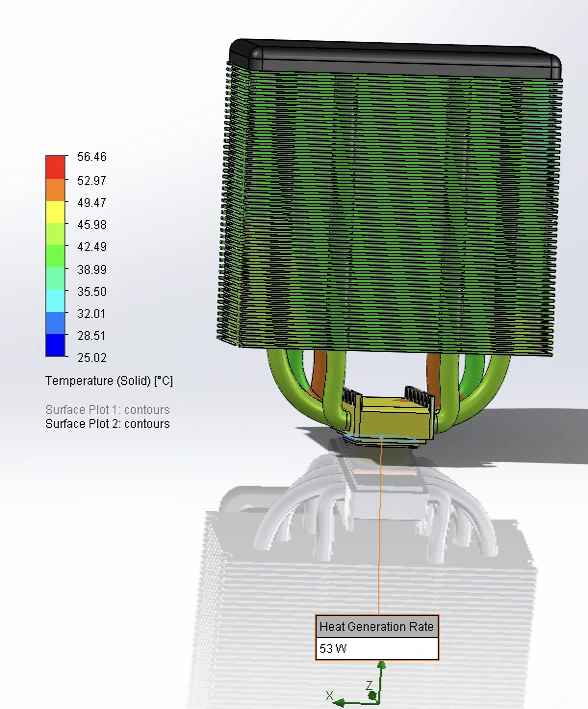 56.46
52.97
49.47
45.98
42.49
38.99
35.50
32.01
28.51
25.02
Temperature (Solid) [°C]
Surface Plot 1: contours
Surface Plot 2: contours
Heat Generation Rate
53 W
Z
X